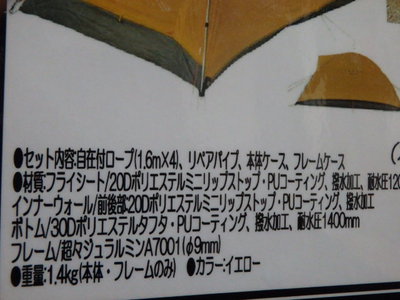 ●セット内容:自在付ロープ(1.6m×4)、リペアパイプ、本体ケース、フレームケース
●材質:フライシート/20Dポリエステルミニリップストップ・PUコーティング、撥水加工、耐水圧120
インナーウォール/前後部:20Dポリエステルミニリップストップ・PUコーティング、撥水加工
ボトム/30Dポリエステルタフタ・PUコーティング、撥水加工、耐水圧1400mm
フレーム/超々ジュラルミンA7001(φ9mm)
●重量:1.4kg(本体・フレームのみ) ●カラー:イエロー